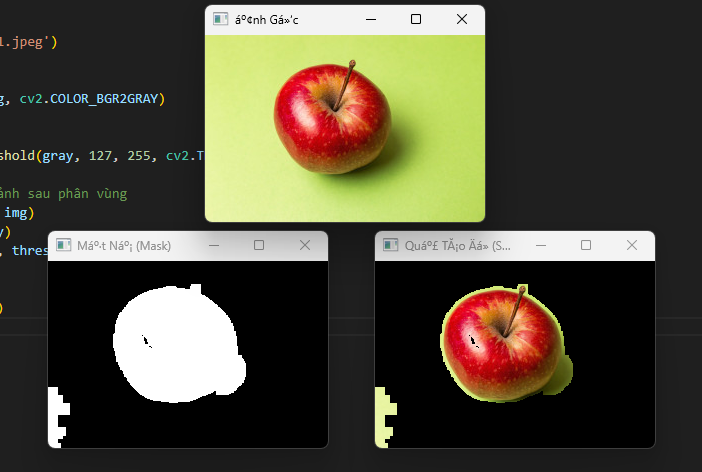 áº¢nh Gá»'c
1.jpeg')
g, cv2.COLOR_BGR2GRAY)
shold(gray, 127, 255, cv2.T
ảnh sau phân vùng
img)
y)
, thres
)
Máº·t Náº¡ (Mask)
Quáº£ TÃ¡o Äá» (S...